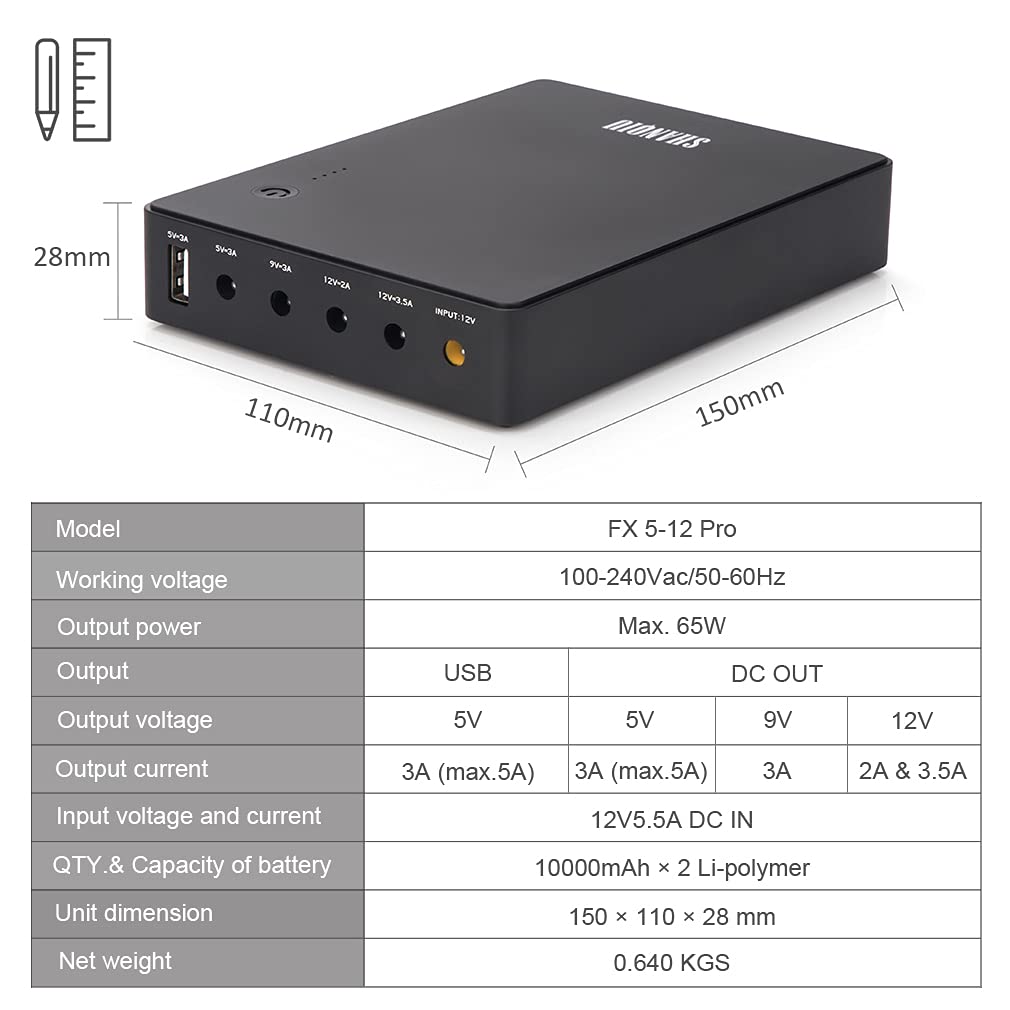 SHANQIU
5V⎓3A
5V⎓3A
9V⎓3A
12V⎓2A
12V⎓3.5A
INPUT:12V
28mm
110mm
150mm
Model FX 5-12 Pro
Working voltage 100-240Vac/50-60Hz
Output power Max. 65W
Output USB DC OUT
Output voltage 5V 5V 9V 12V
Output current 3A (max.5A) 3A (max.5A) 3A 2A & 3.5A
Input voltage and current 12V5.5A DC IN
QTY.& Capacity of battery 10000mAh × 2 Li-polymer
Unit dimension 150 × 110 × 28 mm
Net weight 0.640 KGS